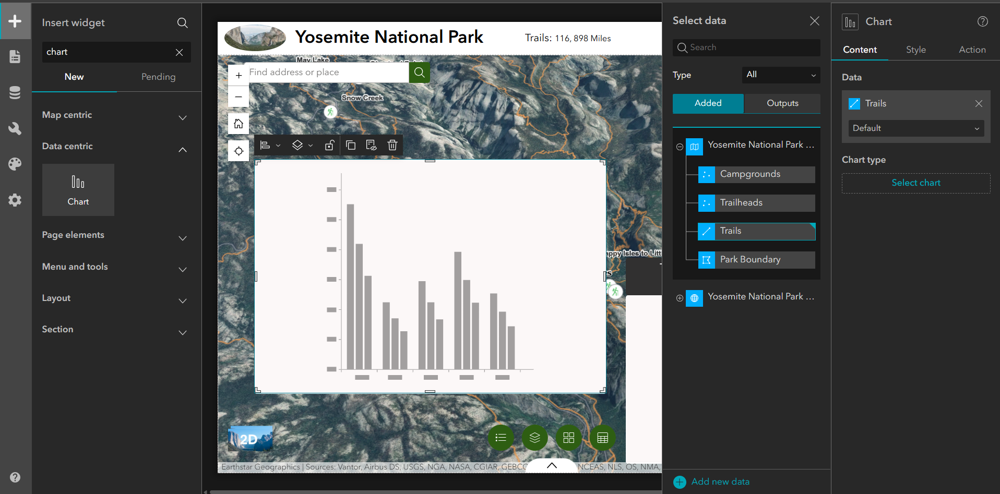 Insert widget
chart
New
Pending
Map centric
Data centric
Chart
Page elements
Menu and tools
Layout
Section
Yosemite National Park
Trails: 116, 898 Miles
May Lake
Find address or place
Snow Creek
appy Isles to Litt
es
2D
Earthstar Geographics | Sources: Vantor, Airbus DS, USGS, NGA, NASA, CGIAR, GEBCO
NCEAS, NLS, OS, NMA,
Select data
Search
Type
All
Added
Outputs
Yosemite National Park ...
Campgrounds
Trailheads
Trails
Park Boundary
Yosemite National Park ...
Add new data
Chart
Content
Style
Action
Data
Trails
Default
Chart type
Select chart